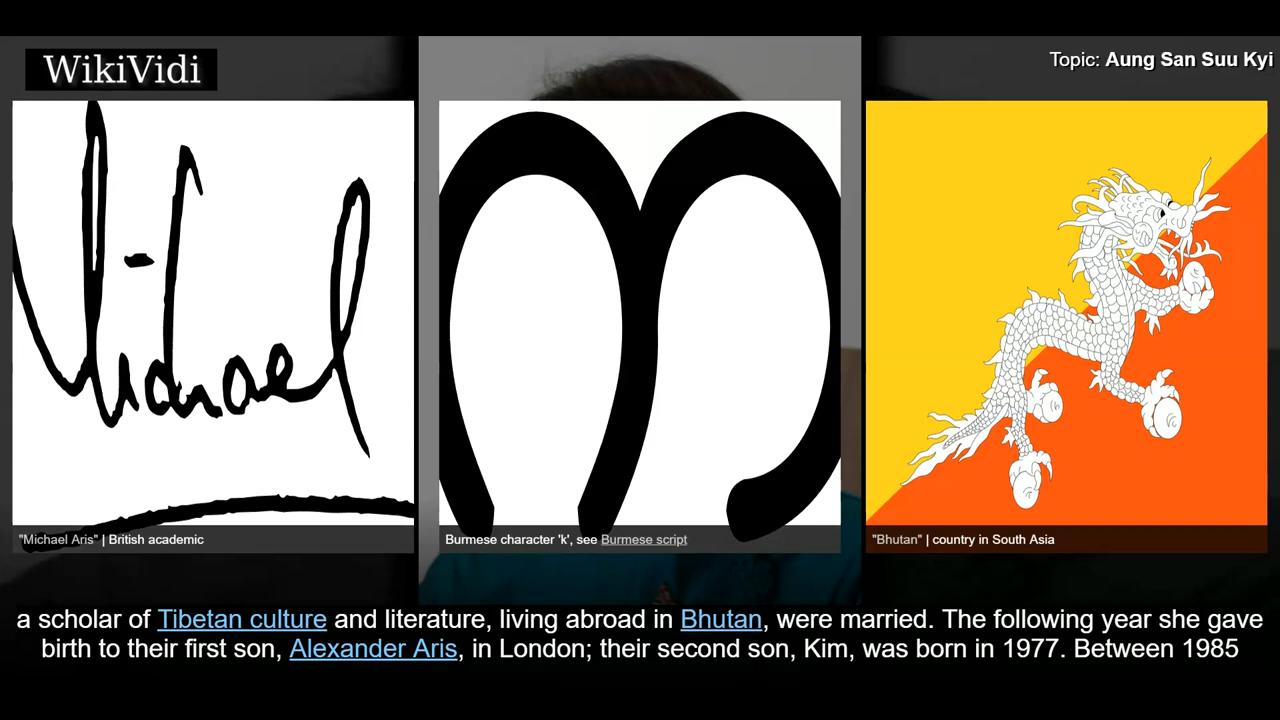 WikiVidi
Topic: Aung San Suu Kyi
Michael
က
"Michael Aris" | British academic
Burmese character 'k', see Burmese script
"Bhutan" | country in South Asia
a scholar of Tibetan culture and literature, living abroad in Bhutan, were married. The following year she gave
birth to their first son, Alexander Aris, in London; their second son, Kim, was born in 1977. Between 1985